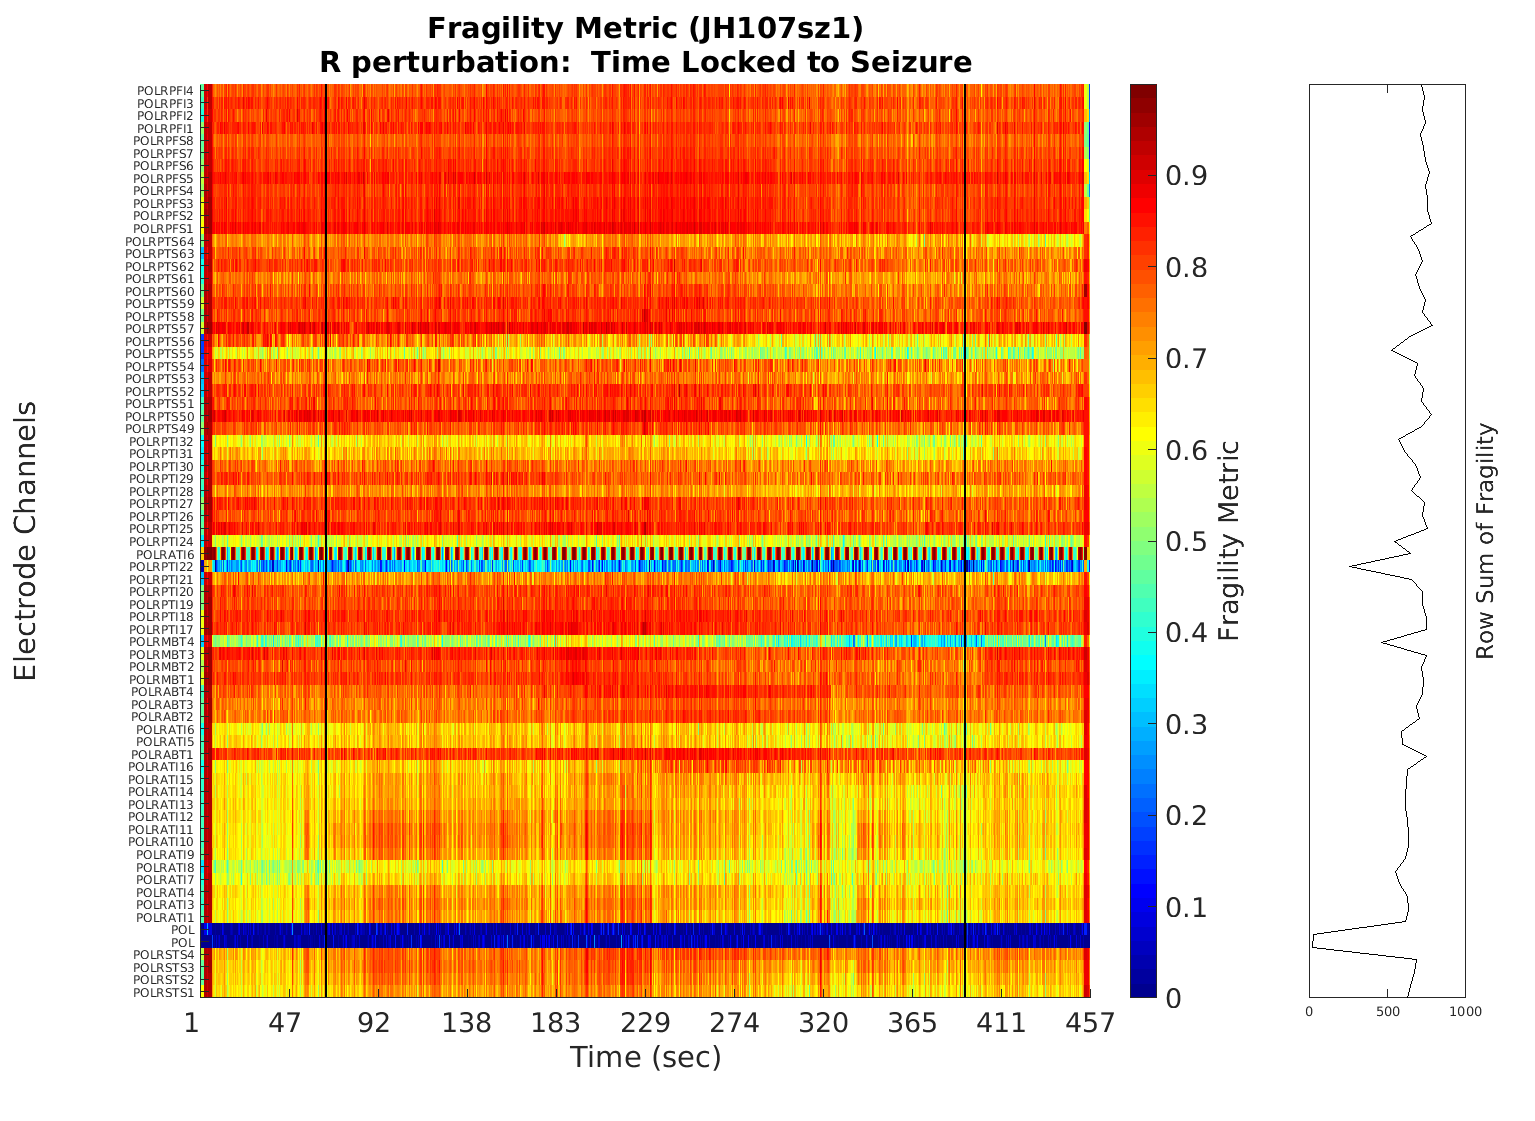 Fragility Metric (JH107sz1)
R perturbation:  Time Locked to Seizure
Electrode Channels
POLRPFI4
POLRPFI3
POLRPFI2
POLRPFI1
POLRPFS8
POLRPFS7
POLRPFS6
POLRPFS5
POLRPFS4
POLRPFS3
POLRPFS2
POLRPFS1
POLRPTS64
POLRPTS63
POLRPTS62
POLRPTS61
POLRPTS60
POLRPTS59
POLRPTS58
POLRPTS57
POLRPTS56
POLRPTS55
POLRPTS54
POLRPTS53
POLRPTS52
POLRPTS51
POLRPTS50
POLRPTS49
POLRPTI32
POLRPTI31
POLRPTI30
POLRPTI29
POLRPTI28
POLRPTI27
POLRPTI26
POLRPTI25
POLRPTI24
POLRATI6
POLRPTI22
POLRPTI21
POLRPTI20
POLRPTI19
POLRPTI18
POLRPTI17
POLRMBT4
POLRMBT3
POLRMBT2
POLRMBT1
POLRABT4
POLRABT3
POLRABT2
POLRATI6
POLRATI5
POLRABT1
POLRATI16
POLRATI15
POLRATI14
POLRATI13
POLRATI12
POLRATI11
POLRATI10
POLRATI9
POLRATI8
POLRATI7
POLRATI4
POLRATI3
POLRATI1
POL
POL
POLRSTS4
POLRSTS3
POLRSTS2
POLRSTS1
1 47 92 138 183 229 274 320 365 411 457
Time (sec)
0.9
0.8
0.7
0.6
0.5
0.4
0.3
0.2
0.1
0
Fragility Metric
0 500 1000
Row Sum of Fragility